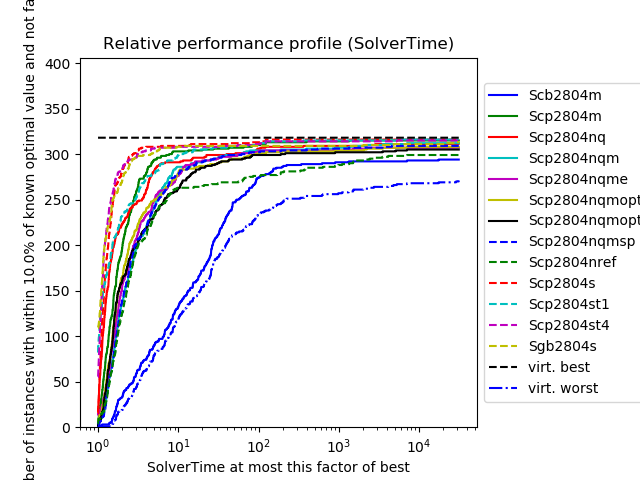 Relative performance profile (SolverTime)
of instances with within 10.0% of known optimal value and not
400
350
300
250
200
150
100
50
0
10^0
10^1
10^2
10^3
10^4
SolverTime at most this factor of best
Scb2804m
Scp2804m
Scp2804nq
Scp2804nqm
Scp2804nqme
Scp2804nqmopt
Scp2804nqmopt
Scp2804nqmsp
Scp2804nref
Scp2804s
Scp2804st1
Scp2804st4
Sgb2804s
virt. best
virt. worst